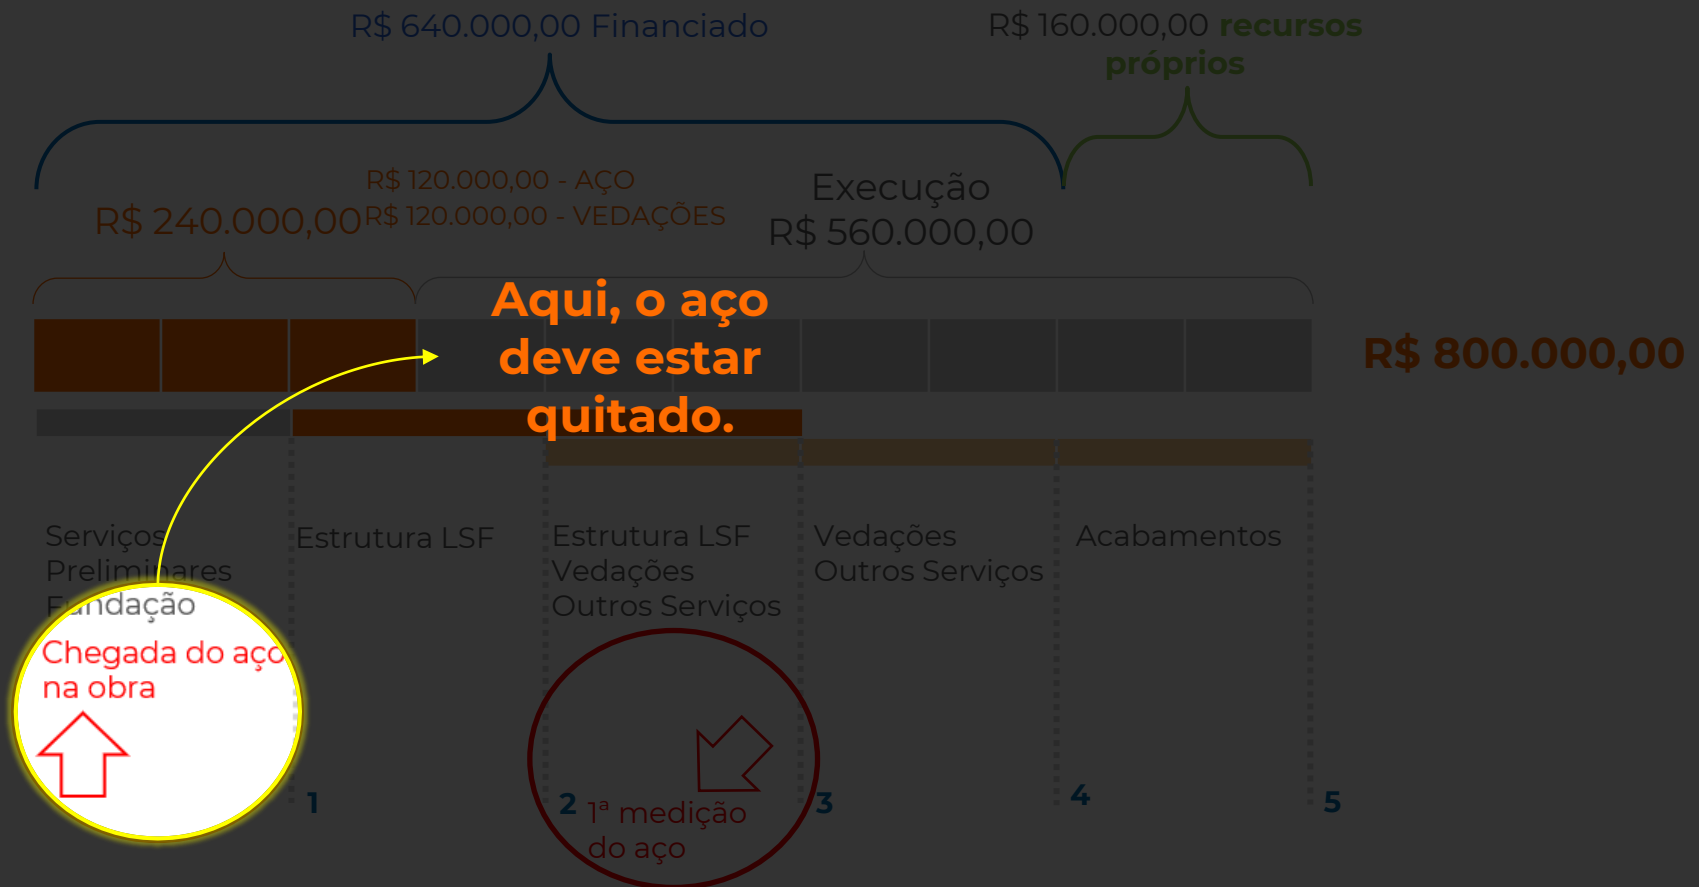 R$ 640.000,00 Financiado
R$ 160.000,00 recursos
próprios
R$ 120.000,00 - AÇO
R$ 240.000,00
R$ 120.000,00 - VEDAÇÕES
Execução
R$ 560.000,00
Aqui, o aço
deve estar
quitado.
R$ 800.000,00
Serviços
Preliminares
Fundação
Chegada do aço
na obra
Estrutura LSF
Estrutura LSF
Vedações
Outros Serviços
Vedações
Outros Serviços
Acabamentos
1
2
3
4
5
1ª medição
do aço